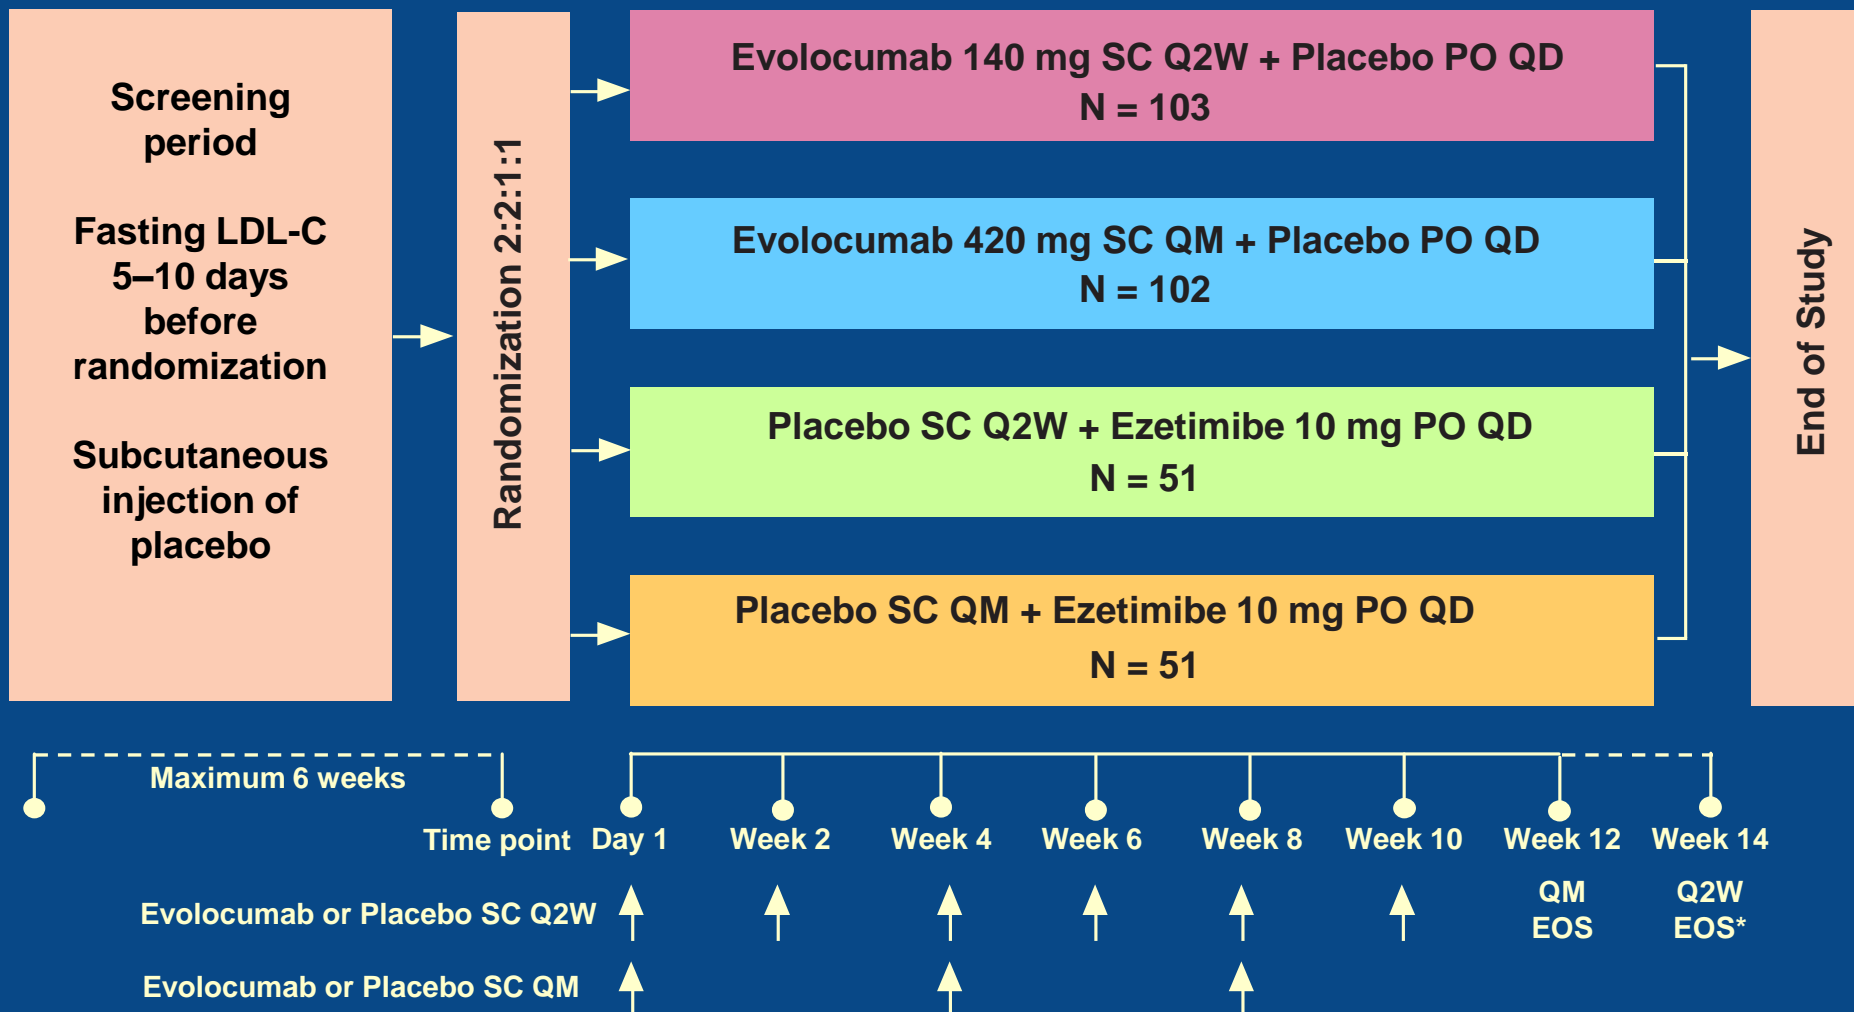 Screening
period
Fasting LDL-C
5–10 days
before
randomization
Subcutaneous
injection of
placebo
Randomization 2:2:1:1
Evolocumab 140 mg SC Q2W + Placebo PO QD
N = 103
Evolocumab 420 mg SC QM + Placebo PO QD
N = 102
Placebo SC Q2W + Ezetimibe 10 mg PO QD
N = 51
Placebo SC QM + Ezetimibe 10 mg PO QD
N = 51
End of Study
Maximum 6 weeks
Time point Day 1 Week 2 Week 4 Week 6 Week 8 Week 10 Week 12 Week 14
QM
EOS
Q2W
EOS*
Evolocumab or Placebo SC Q2W
Evolocumab or Placebo SC QM